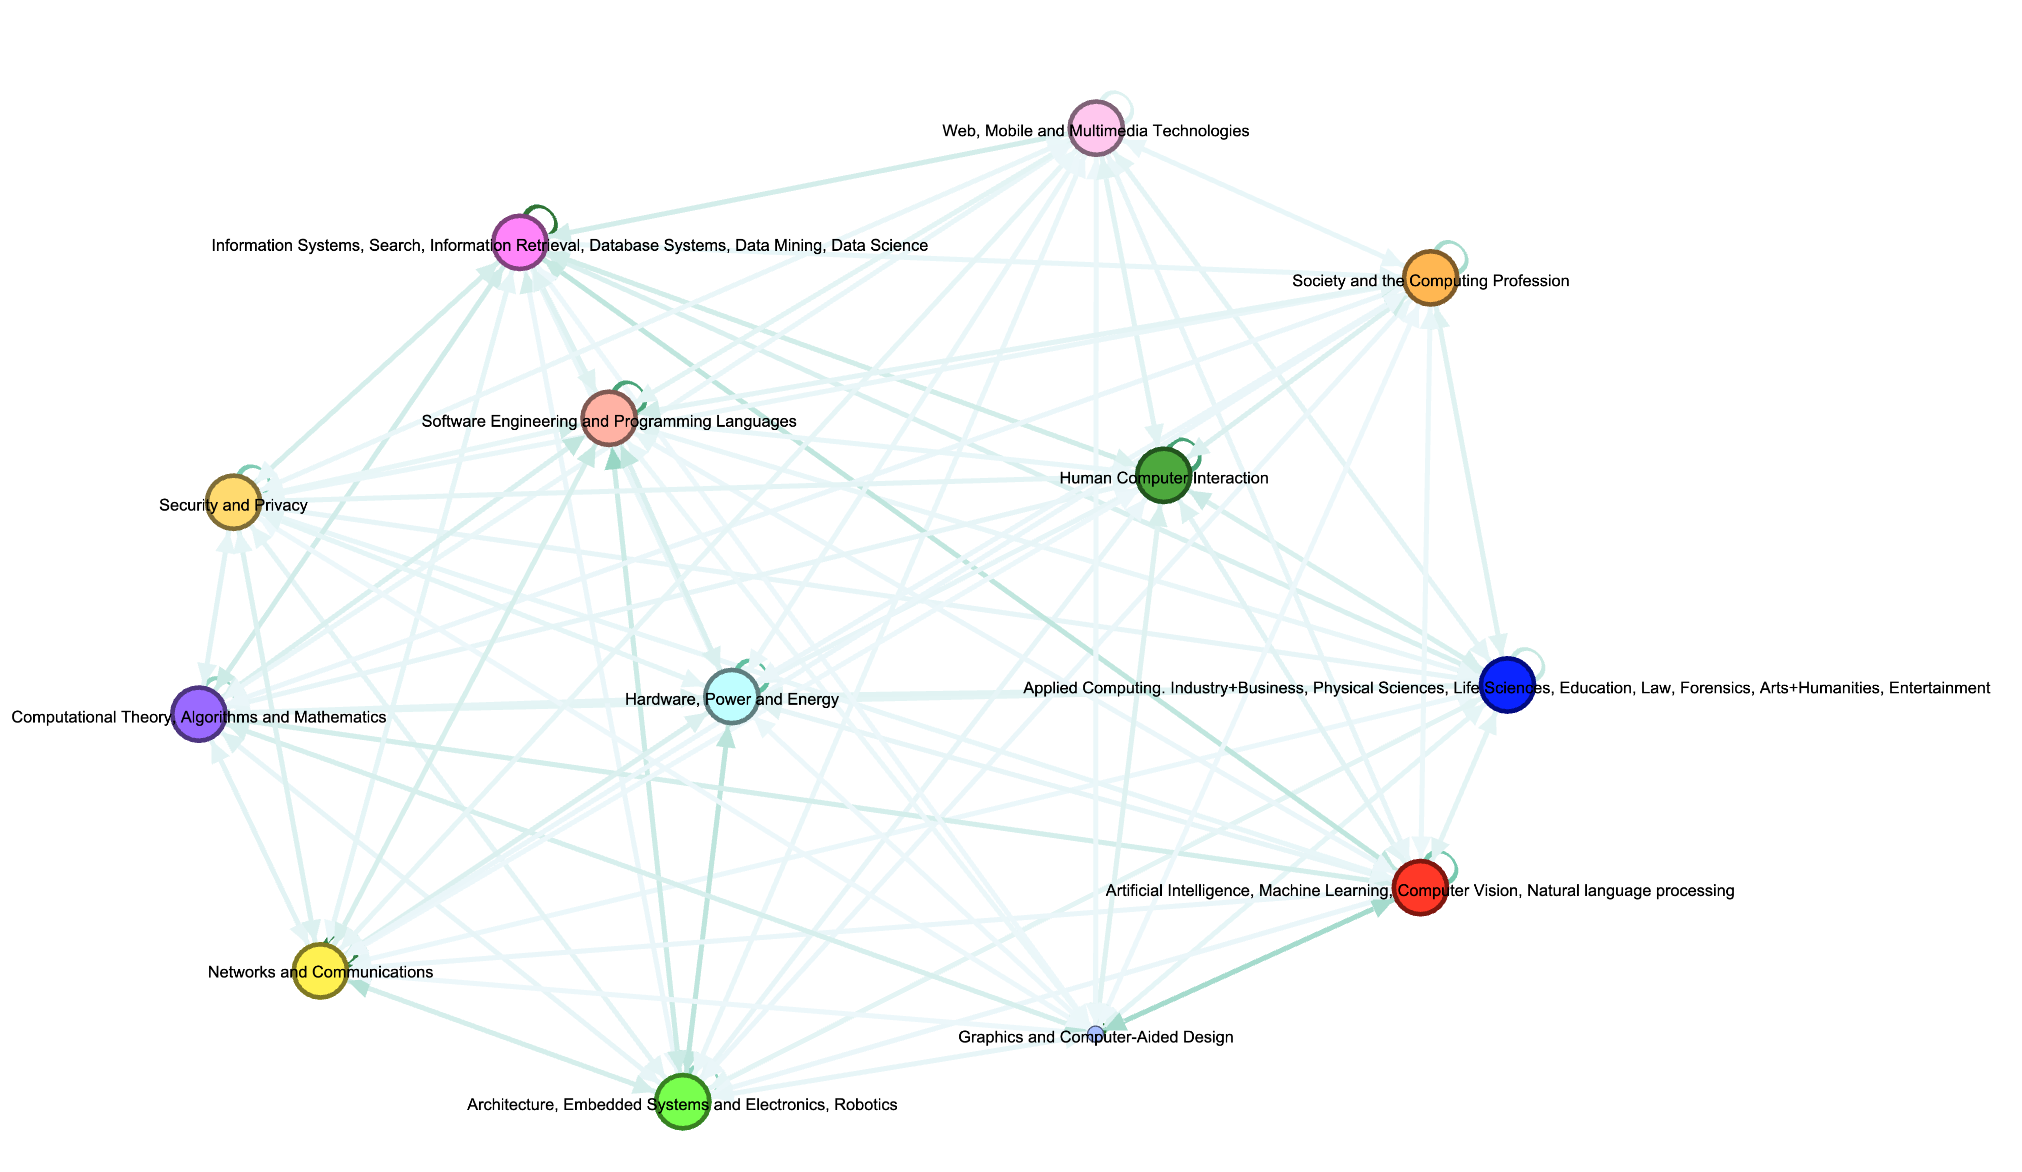 Web, Mobile and Multimedia Technologies
Information Systems, Search, Information Retrieval, Database Systems, Data Mining, Data Science
Society and the Computing Profession
Software Engineering and Programming Languages
Human Computer Interaction
Security and Privacy
Applied Computing. Industry+Business, Physical Sciences, Life Sciences, Education, Law, Forensics, Arts+Humanities, Entertainment
Hardware, Power and Energy
Computational Theory, Algorithms and Mathematics
Artificial Intelligence, Machine Learning, Computer Vision, Natural language processing
Networks and Communications
Graphics and Computer-Aided Design
Architecture, Embedded Systems and Electronics, Robotics